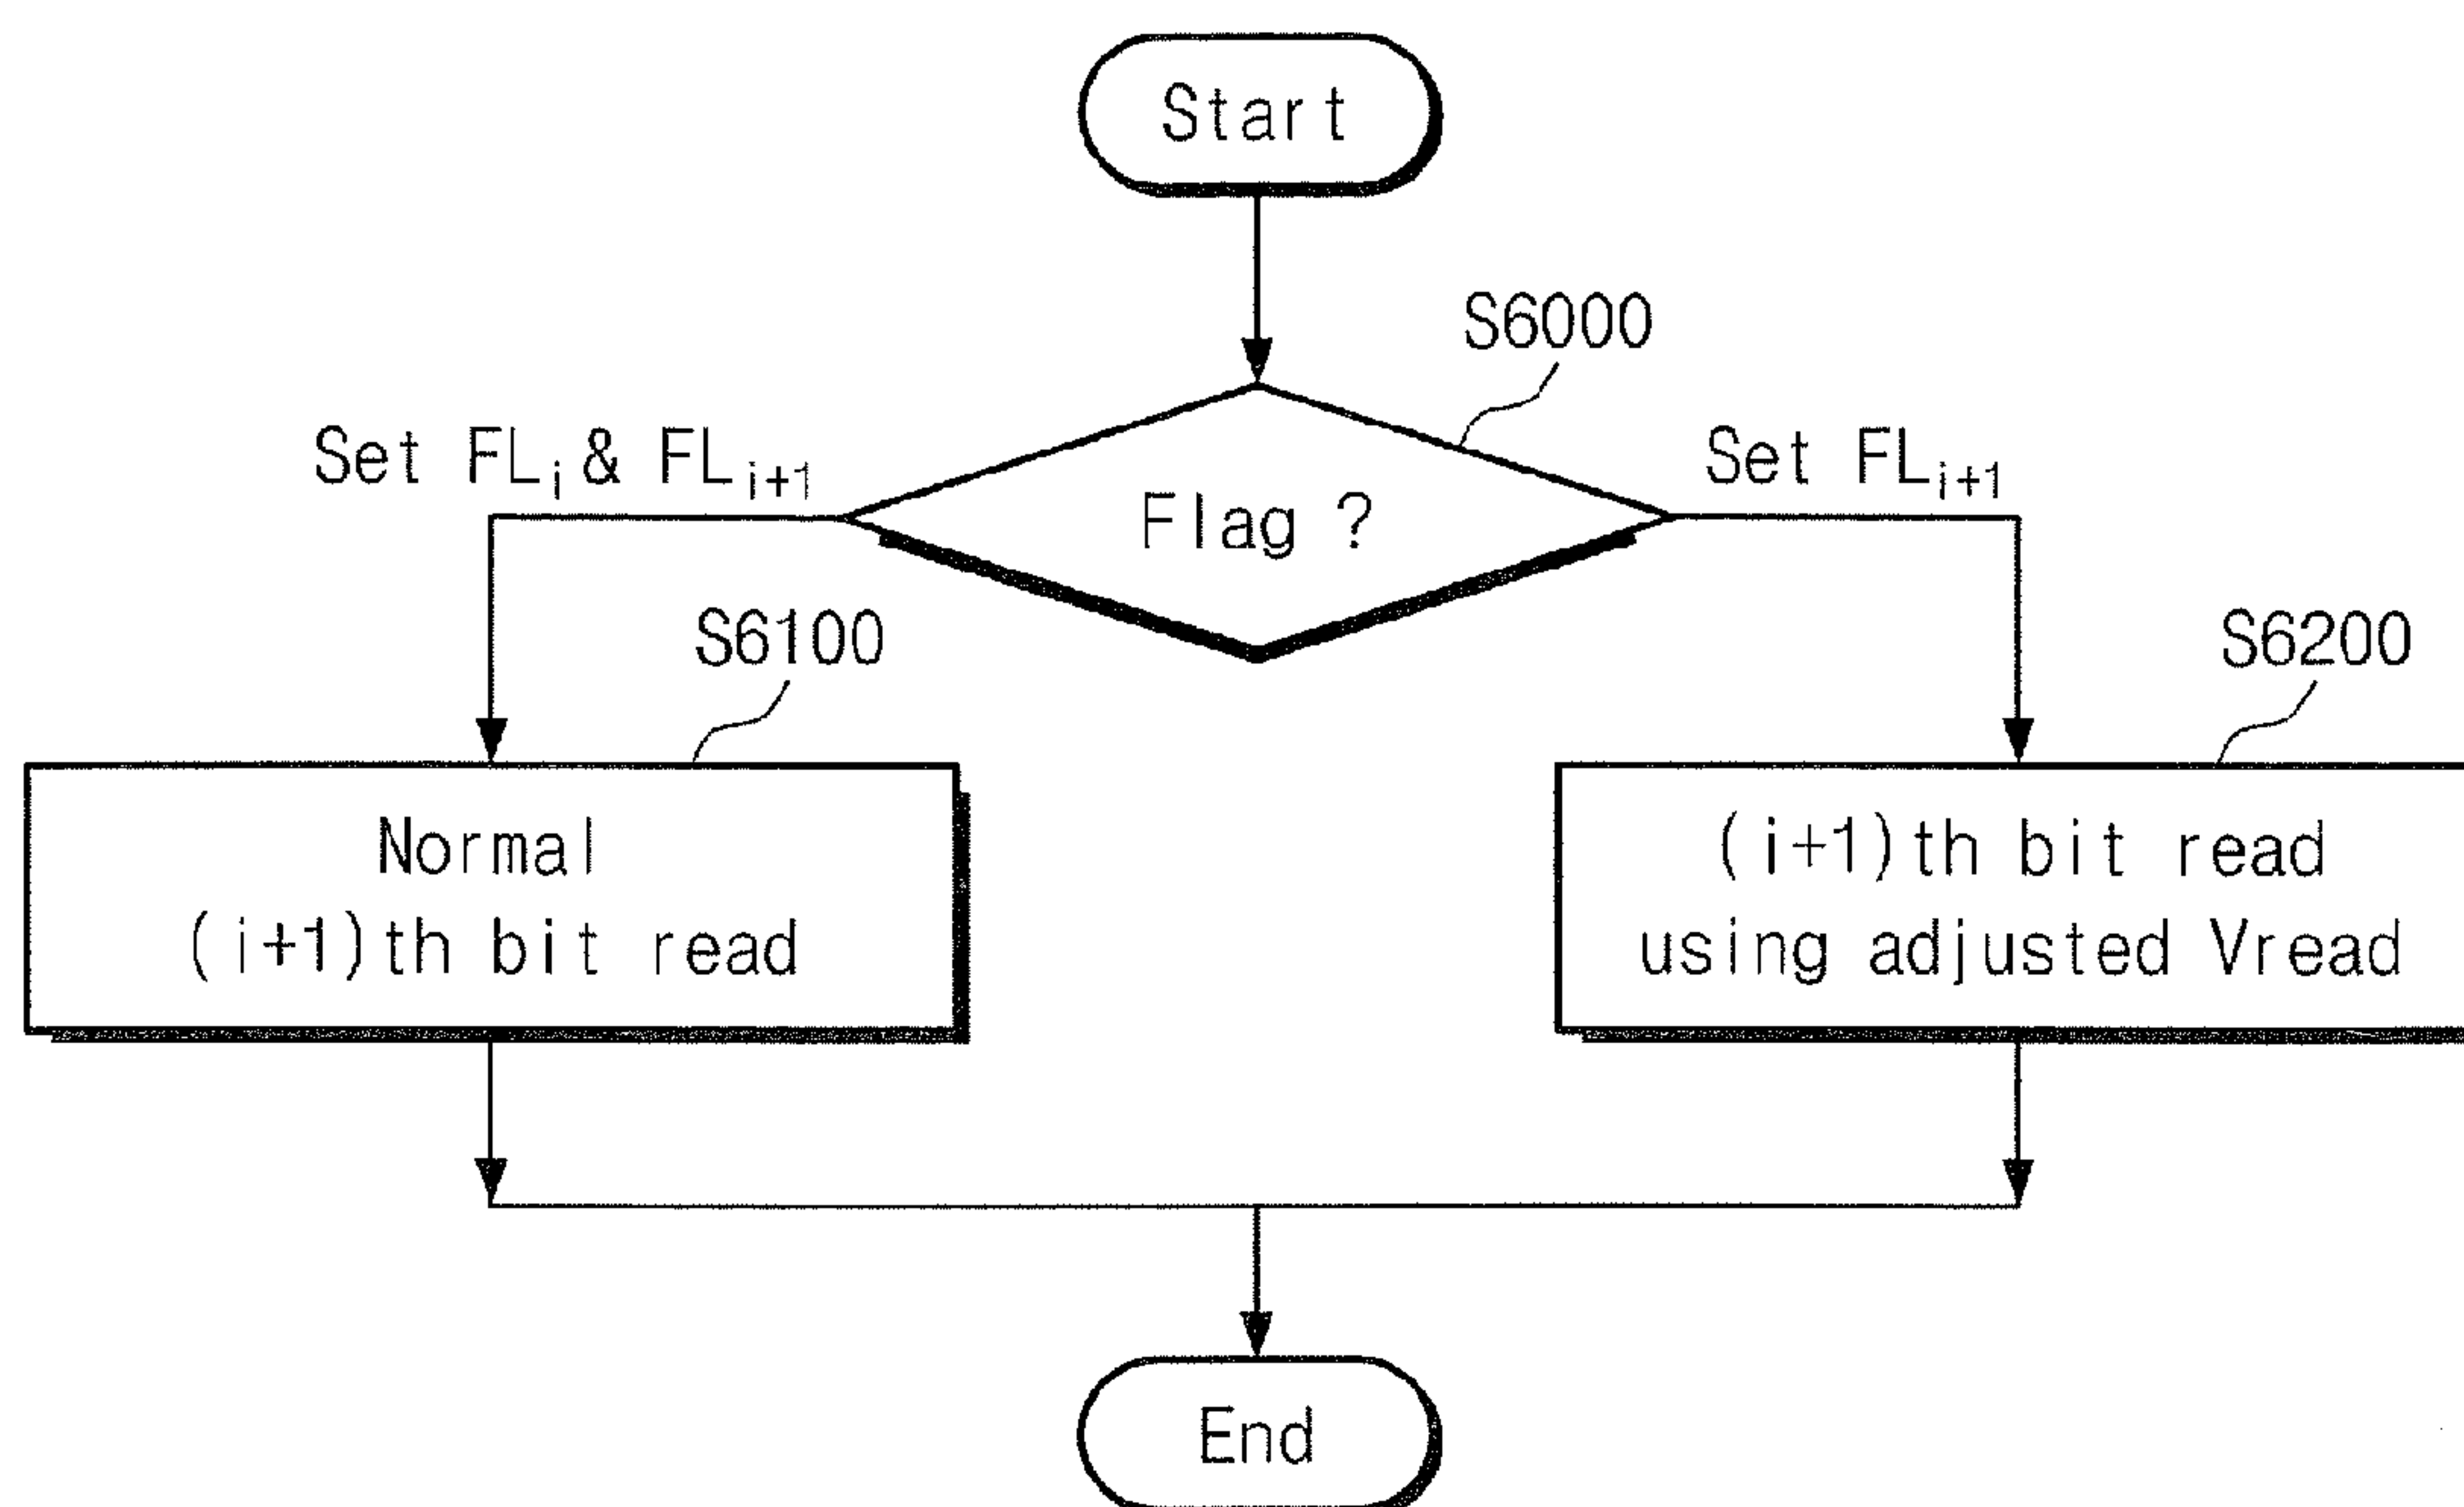 Start
S6000
Set FLi & FLi+1
Flag ?
Set FLi+1
S6100
S6200
Normal
(i+1)th bit read
(i+1)th bit read
using adjusted Vread
End